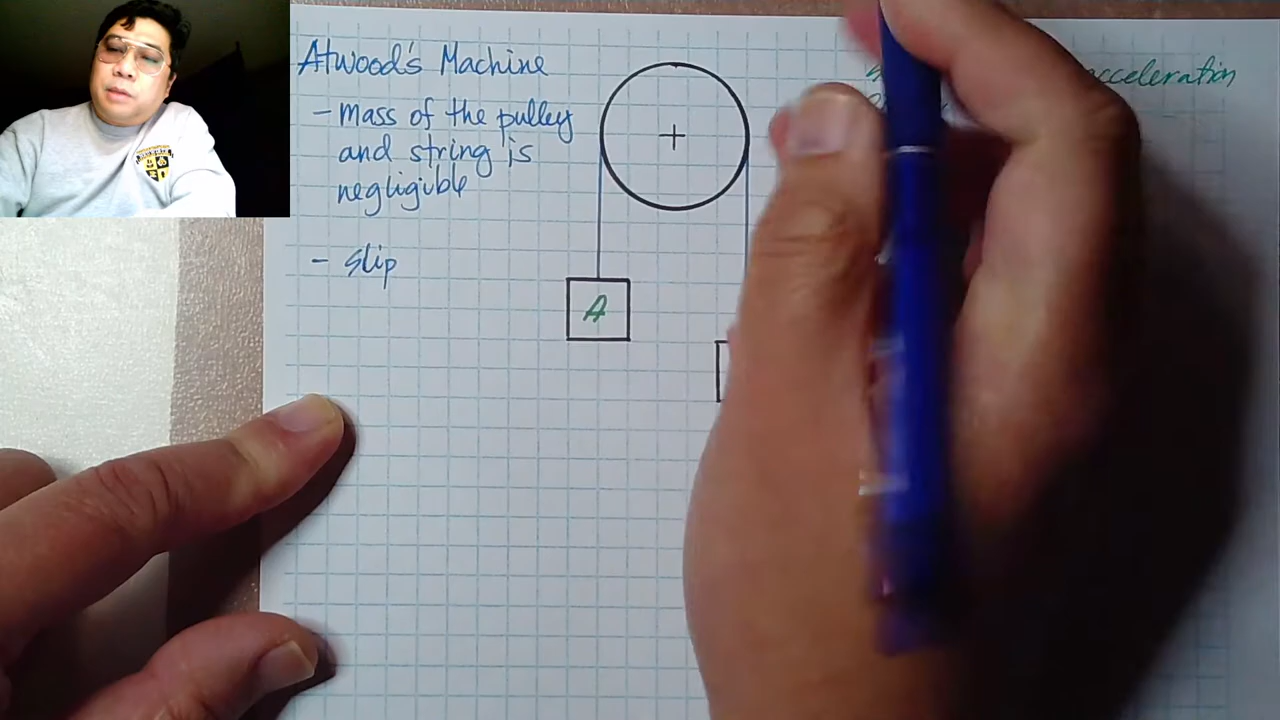 Atwood's Machine
- Mass of the pulley
and string is
negligible
- slip
A
acceleration